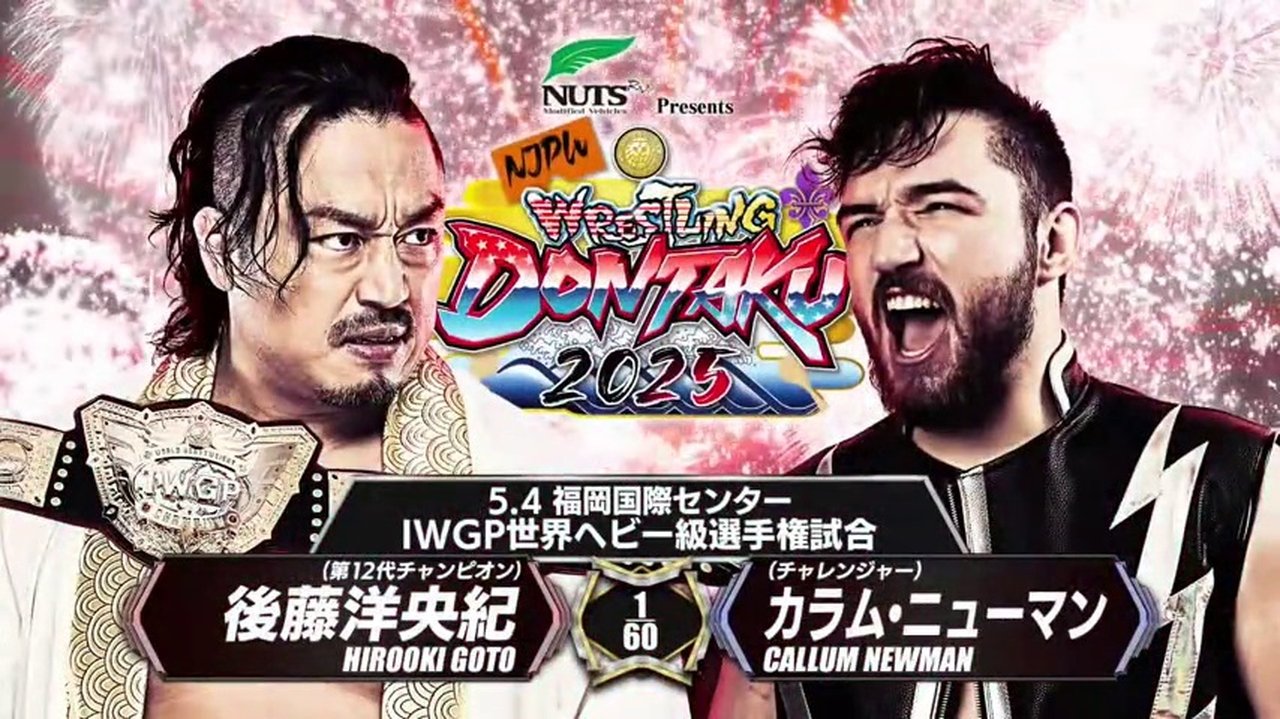 NUTS RV
Modified Vehicles
Presents
NJPW
WRESTLING
DONTAKU
2025
WORLD HEAVYWEIGHT
IWGP
5.4 福岡国際センター
IWGP世界ヘビー級選手権試合
(第12代チャンピオン)
後藤洋央紀
HIROOKI GOTO
1
60
(チャレンジャー)
カラム・ニューマン
CALLUM NEWMAN